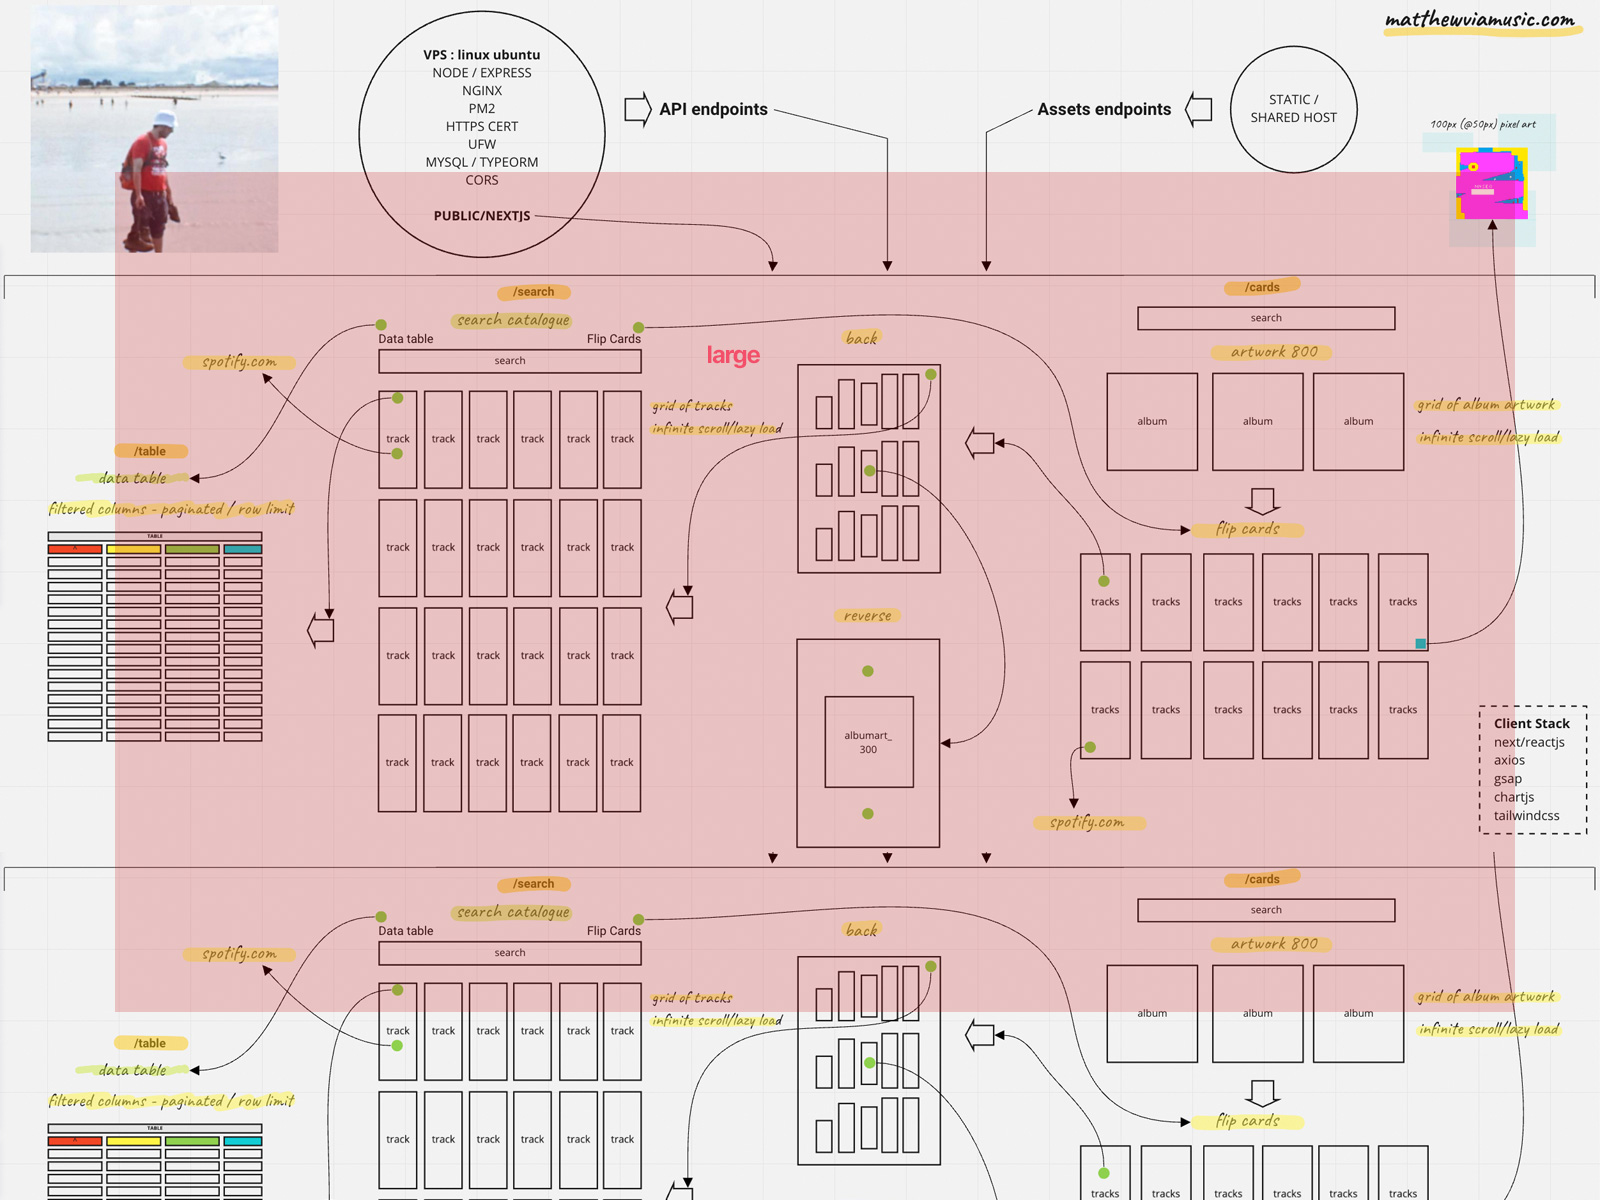 matthewviamusic.com
VPS : linux ubuntu
NODE / EXPRESS
NGINX
PM2
HTTPS CERT
UFW
MYSQL / TYPEORM
CORS
PUBLIC/NEXTJS
API endpoints
Assets endpoints
STATIC /
SHARED HOST
100px (@50px) pixel art
/search
search catalogue
Data table
Flip Cards
search
spotify.com
large
grid of tracks
infinite scroll/lazy load
/table
data table
filtered columns - paginated / row limit
TABLE
track track track track track track
track track track track track track
track track track track track track
track track track track track track
back
reverse
albumart_
300
/cards
search
artwork 800
album album album
grid of album artwork
infinite scroll/lazy load
flip cards
tracks tracks tracks tracks tracks tracks
tracks tracks tracks tracks tracks tracks
spotify.com
Client Stack
next/reactjs
axios
gsap
chartjs
tailwindcss
/search
search catalogue
Data table
Flip Cards
search
spotify.com
grid of tracks
infinite scroll/lazy load
/table
data table
filtered columns - paginated / row limit
TABLE
track track track track track track
track track track track track track
back
/cards
search
artwork 800
album album album
grid of album artwork
infinite scroll/lazy load
flip cards
tracks tracks tracks tracks tracks tracks